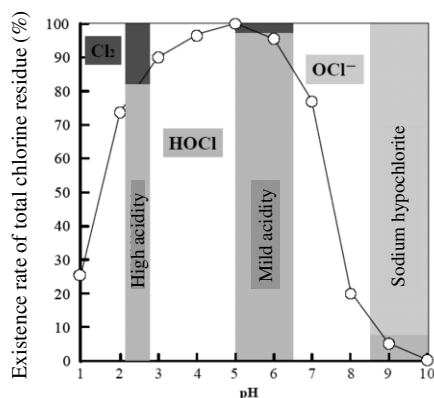 Existence rate of total chlorine residue (%)
100
90
80
70
60
50
40
30
20
10
0
Cl₂
HOCl
OCl⁻
High acidity
Mild acidity
Sodium hypochlorite
1 2 3 4 5 6 7 8 9 10
pH